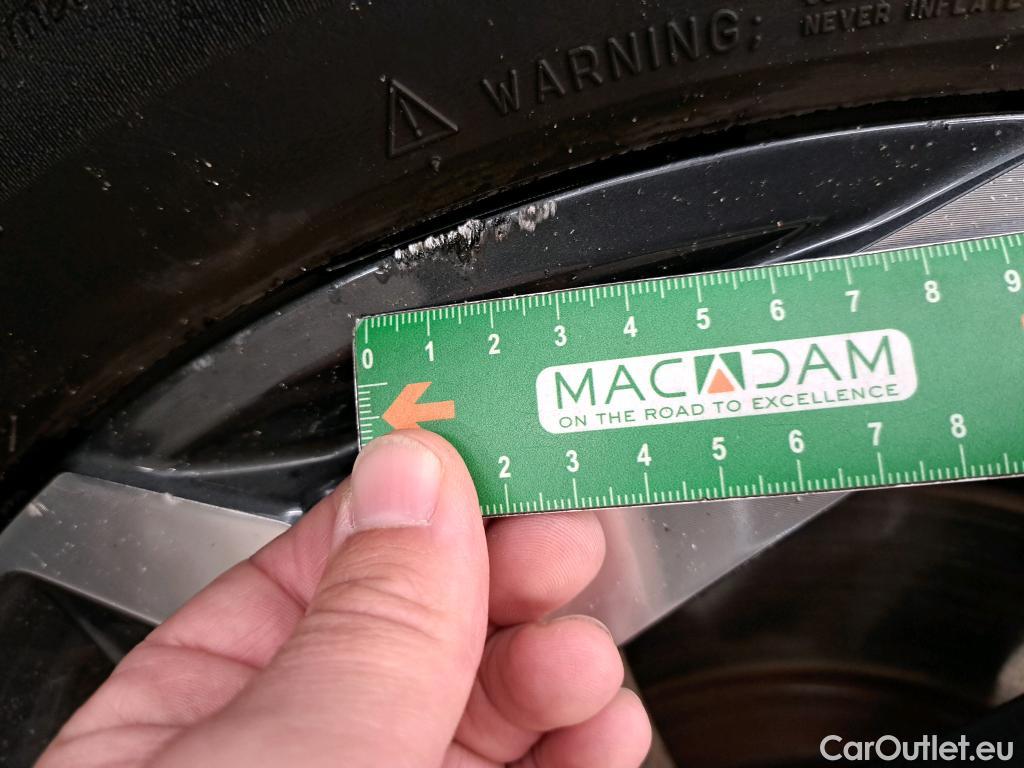 WARNING;
NEVER INFLATE
0 1 2 3 4 5 6 7 8 9
MACADAM
ON THE ROAD TO EXCELLENCE
2 3 4 5 6 7 8
CarOutlet.eu